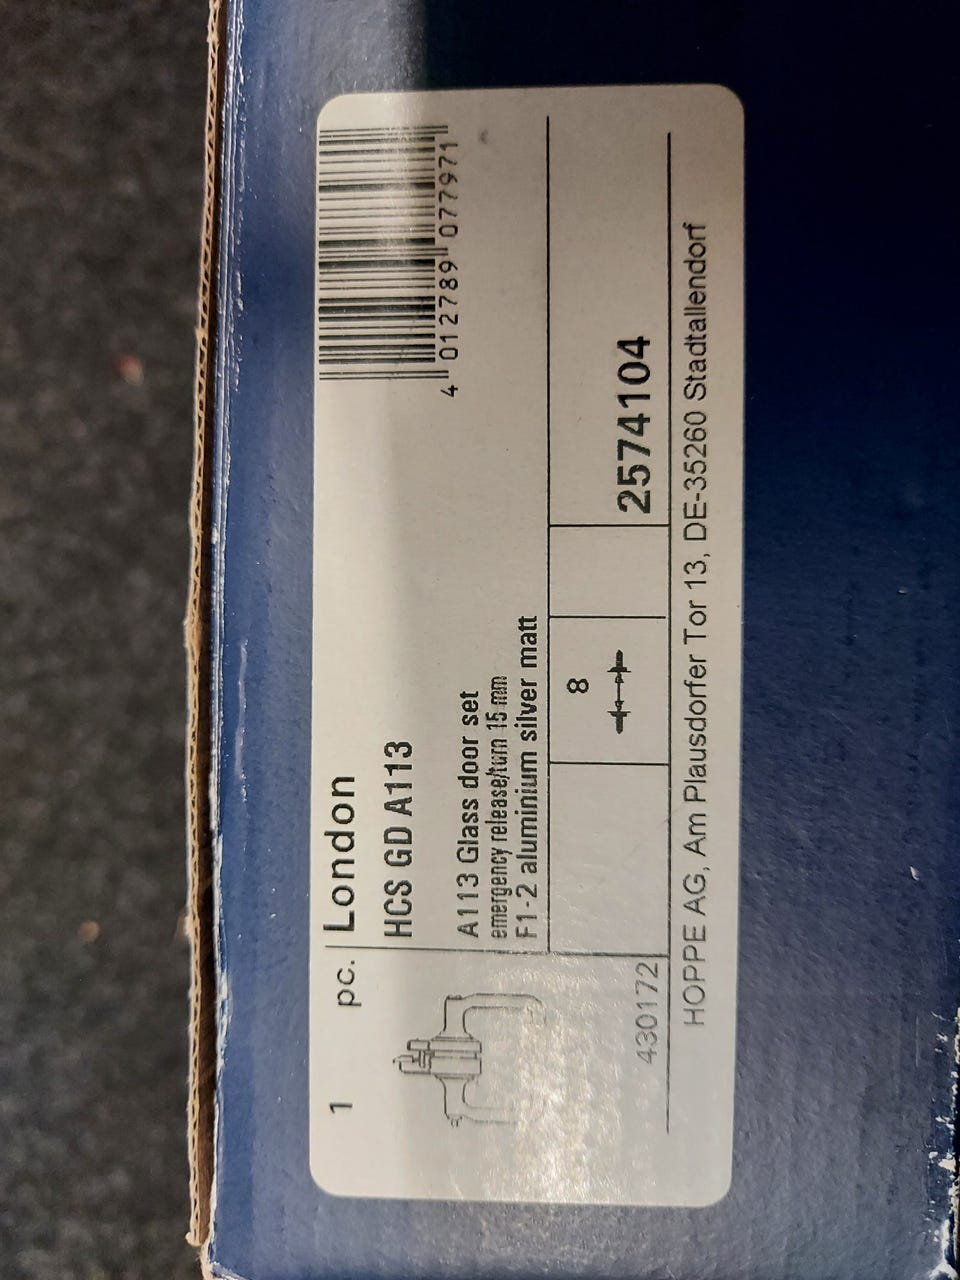 1 pc. London
HCS GD A113
4 012789 077971
A113 Glass door set
emergency release/turn 15 mm
F1-2 aluminium silver matt
8
430172
2574104
HOPPE AG, Am Plausdorfer Tor 13, DE-35260 Stadtallendorf